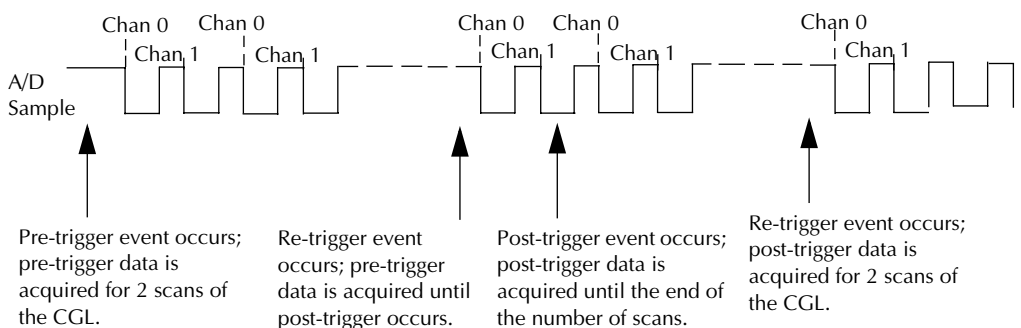 Chan 0 Chan 0 Chan 0 Chan 0 Chan 0
Chan 1 Chan 1 Chan 1 Chan 1 Chan 1
A/D
Sample
Pre-trigger event occurs;
pre-trigger data is
acquired for 2 scans of
the CGL.
Re-trigger event
occurs; pre-trigger
data is acquired until
post-trigger occurs.
Post-trigger event occurs;
post-trigger data is
acquired until the end of
the number of scans.
Re-trigger event occurs;
post-trigger data is
acquired for 2 scans of
the CGL.